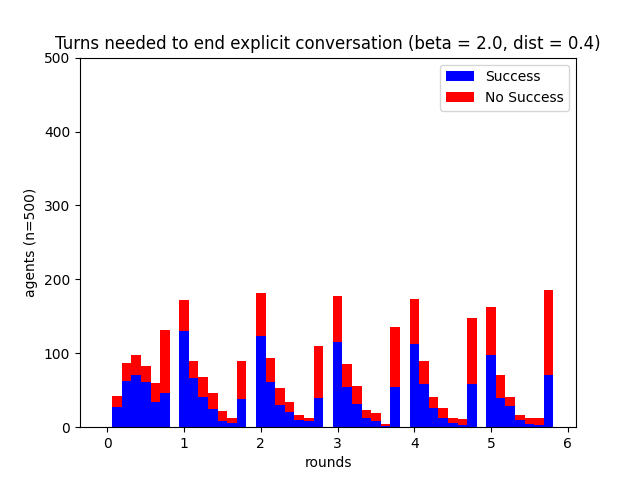 Turns needed to end explicit conversation (beta = 2.0, dist = 0.4)
500
400
300
200
100
0
agents (n=500)
Success
No Success
0 1 2 3 4 5 6
rounds